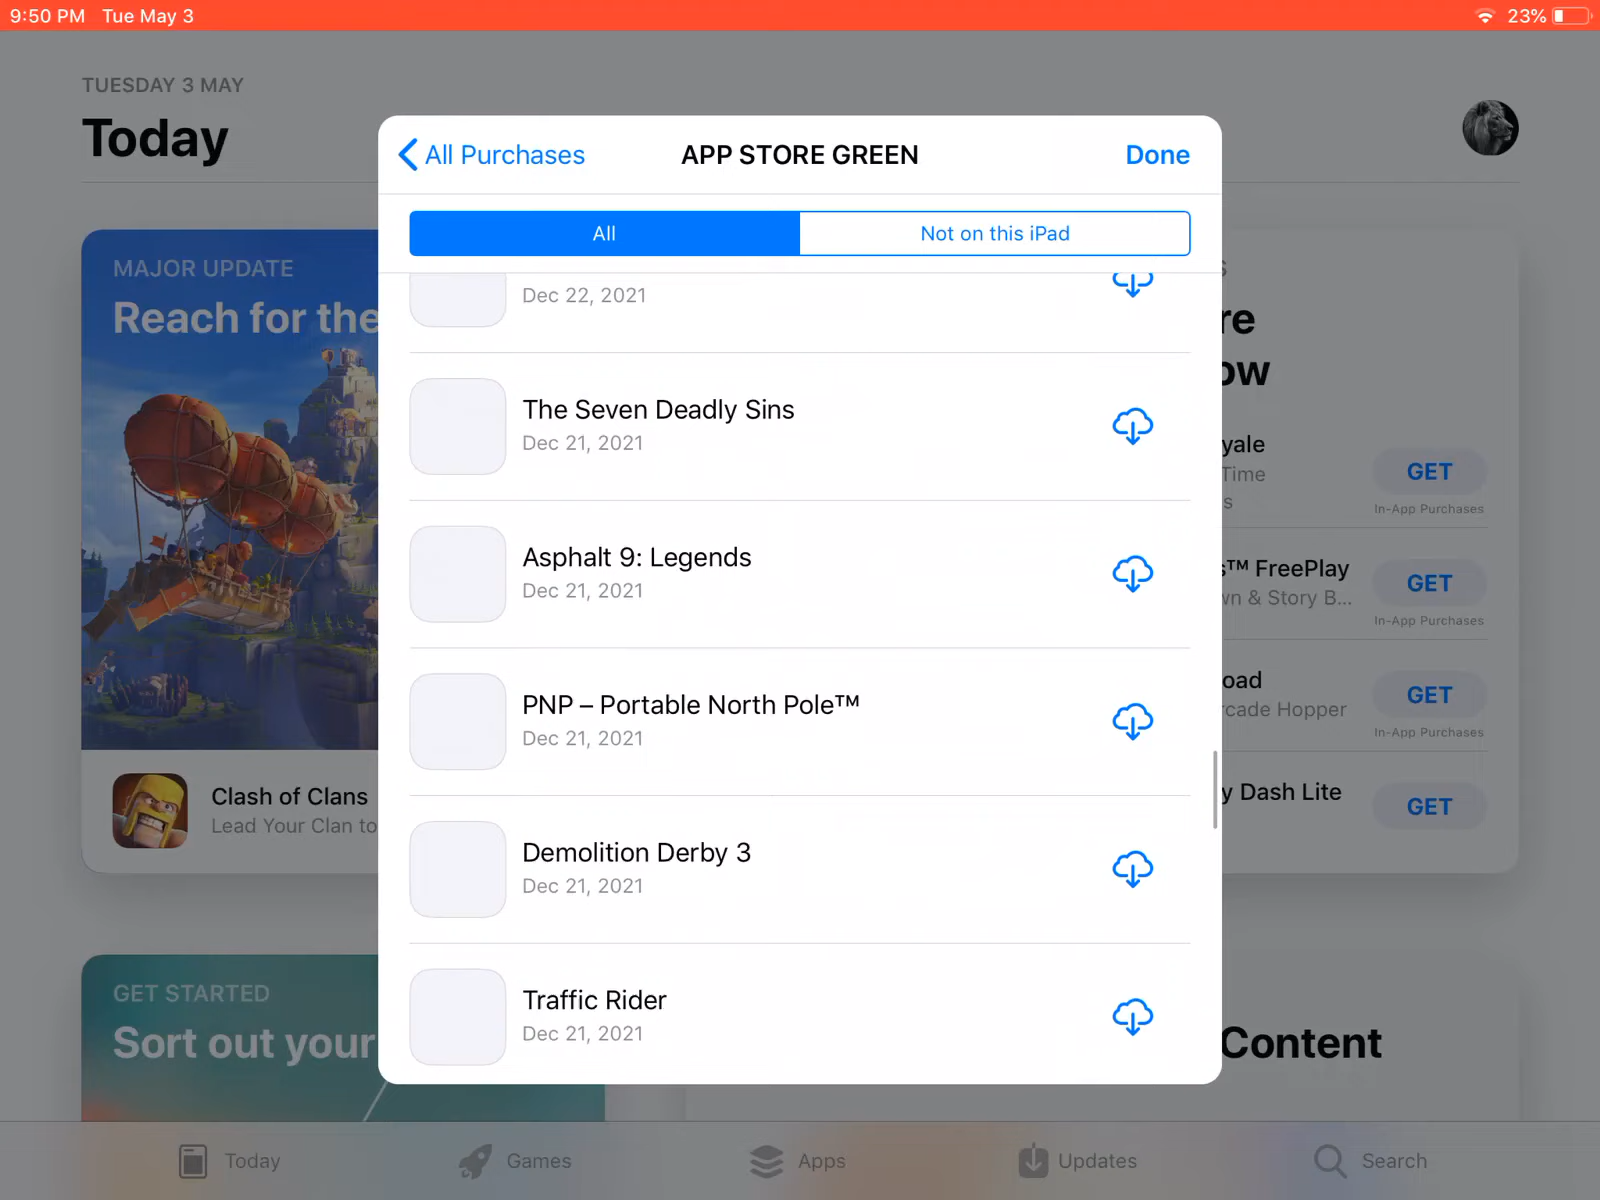 9:50 PM Tue May 3
23%
TUESDAY 3 MAY
Today
All Purchases
APP STORE GREEN
Done
All
Not on this iPad
Dec 22, 2021
The Seven Deadly Sins
Dec 21, 2021
Asphalt 9: Legends
Dec 21, 2021
PNP – Portable North Pole™
Dec 21, 2021
Demolition Derby 3
Dec 21, 2021
Traffic Rider
Dec 21, 2021
MAJOR UPDATE
Reach for the
Clash of Clans
Lead Your Clan to
GET STARTED
Sort out your
s
re
ow
yale
Time
s
GET
In-App Purchases
s™ FreePlay
wn & Story B...
GET
In-App Purchases
oad
rcade Hopper
GET
In-App Purchases
y Dash Lite
GET
Content
Today
Games
Apps
Updates
Search